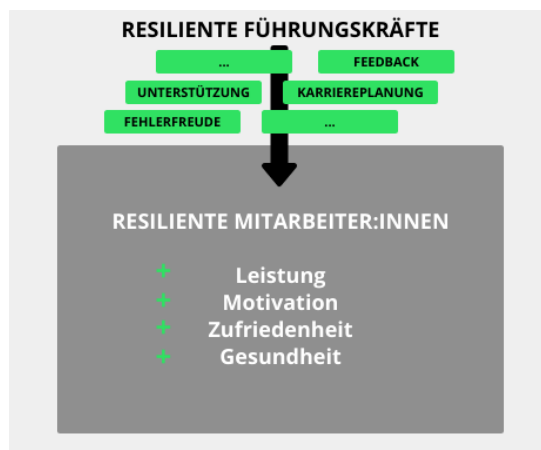 RESILIENTE FÜHRUNGSKRÄFTE
... FEEDBACK
UNTERSTÜTZUNG KARRIEREPLANUNG
FEHLERFREUDE ...
RESILIENTE MITARBEITER:INNEN
+ Leistung
+ Motivation
+ Zufriedenheit
+ Gesundheit